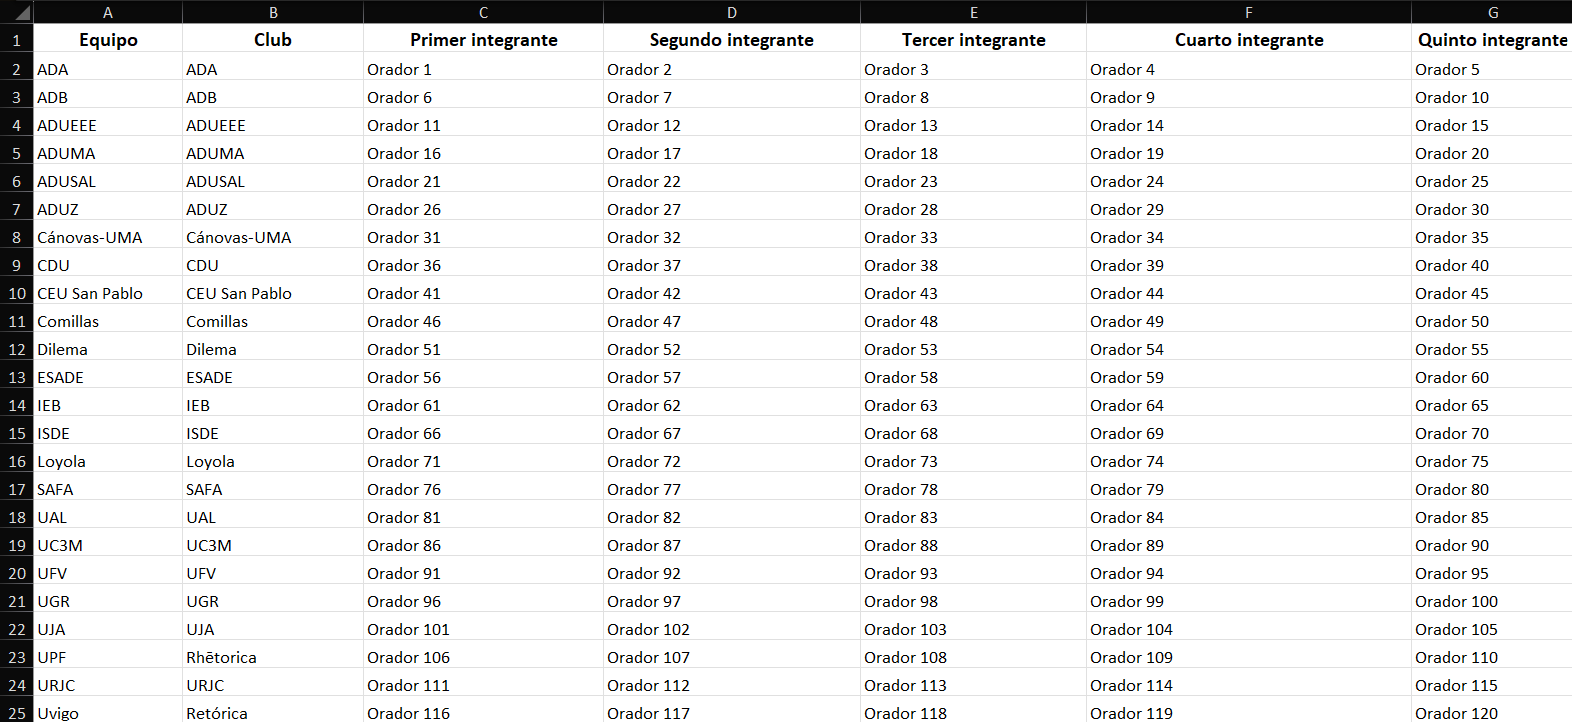 A B C D E F G
1 Equipo Club Primer integrante Segundo integrante Tercer integrante Cuarto integrante Quinto integrante
2 ADA ADA Orador 1 Orador 2 Orador 3 Orador 4 Orador 5
3 ADB ADB Orador 6 Orador 7 Orador 8 Orador 9 Orador 10
4 ADUEEE ADUEEE Orador 11 Orador 12 Orador 13 Orador 14 Orador 15
5 ADUMA ADUMA Orador 16 Orador 17 Orador 18 Orador 19 Orador 20
6 ADUSAL ADUSAL Orador 21 Orador 22 Orador 23 Orador 24 Orador 25
7 ADUZ ADUZ Orador 26 Orador 27 Orador 28 Orador 29 Orador 30
8 Cánovas-UMA Cánovas-UMA Orador 31 Orador 32 Orador 33 Orador 34 Orador 35
9 CDU CDU Orador 36 Orador 37 Orador 38 Orador 39 Orador 40
10 CEU San Pablo CEU San Pablo Orador 41 Orador 42 Orador 43 Orador 44 Orador 45
11 Comillas Comillas Orador 46 Orador 47 Orador 48 Orador 49 Orador 50
12 Dilema Dilema Orador 51 Orador 52 Orador 53 Orador 54 Orador 55
13 ESADE ESADE Orador 56 Orador 57 Orador 58 Orador 59 Orador 60
14 IEB IEB Orador 61 Orador 62 Orador 63 Orador 64 Orador 65
15 ISDE ISDE Orador 66 Orador 67 Orador 68 Orador 69 Orador 70
16 Loyola Loyola Orador 71 Orador 72 Orador 73 Orador 74 Orador 75
17 SAFA SAFA Orador 76 Orador 77 Orador 78 Orador 79 Orador 80
18 UAL UAL Orador 81 Orador 82 Orador 83 Orador 84 Orador 85
19 UC3M UC3M Orador 86 Orador 87 Orador 88 Orador 89 Orador 90
20 UFV UFV Orador 91 Orador 92 Orador 93 Orador 94 Orador 95
21 UGR UGR Orador 96 Orador 97 Orador 98 Orador 99 Orador 100
22 UJA UJA Orador 101 Orador 102 Orador 103 Orador 104 Orador 105
23 UPF Rhētorica Orador 106 Orador 107 Orador 108 Orador 109 Orador 110
24 URJC URJC Orador 111 Orador 112 Orador 113 Orador 114 Orador 115
25 Uvigo Retórica Orador 116 Orador 117 Orador 118 Orador 119 Orador 120